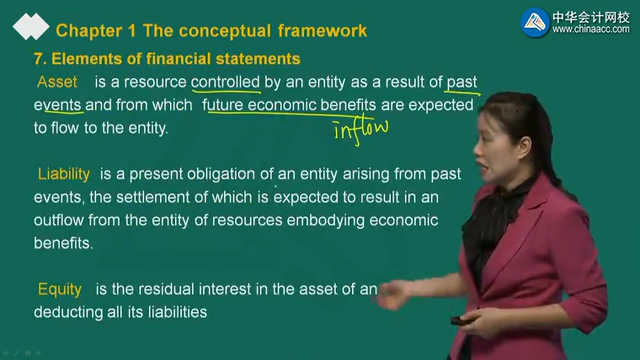 中华会计网校
www.chinaacc.com
Chapter 1 The conceptual framework
7. Elements of financial statements
Asset is a resource controlled by an entity as a result of past
events and from which future economic benefits are expected
to flow to the entity.
inflow
Liability is a present obligation of an entity arising from past
events, the settlement of which is expected to result in an
outflow from the entity of resources embodying economic
benefits.
Equity is the residual interest in the asset of an
deducting all its liabilities